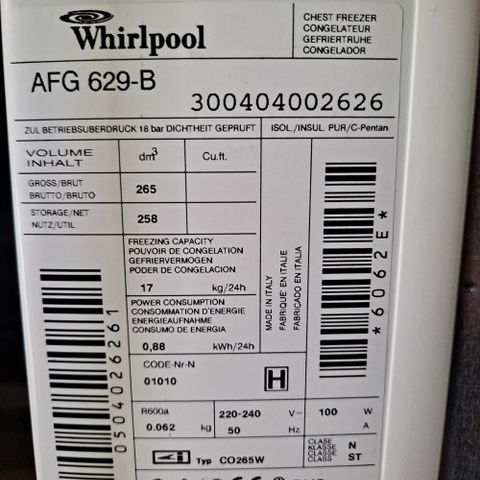 Whirlpool
CHEST FREEZER
CONGELATEUR
GEFRIERTRUHE
CONGELADOR
AFG 629-B
300404002626
ZUL BETRIEBSUBERDRUCK 18 bar DICHTHEIT GEPRUFT
ISOL./INSUL. PUR/C-Pentan
VOLUME
INHALT
dm3
Cu.ft.
GROSS/BRUT
BRUTTO/BRUTO
265
STORAGE/NET
NUTZ/UTIL
258
FREEZING CAPACITY
POUVOIR DE CONGELATION
GEFRIERVERMOGEN
PODER DE CONGELACION
17 kg/24h
POWER CONSUMPTION
CONSOMMATION D'ENERGIE
ENERGIEAUFNAHME
CONSUMO DE ENERGIA
0,88 kWh/24h
MADE IN ITALY
FABRIQUE' EN ITALIE
FABRICADO EN ITALIA
*6062E*
0504026261
CODE-Nr-N
01010
H
R600a
0.062 kg
220-240 V~
50 Hz
100 W
A
Typ CO265W
CLASE
KLASSE
CLASSE
CLASS
N
ST